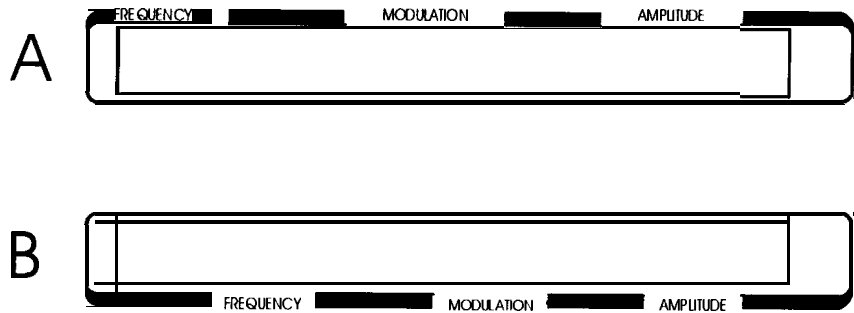 FREQUENCY MODULATION AMPLITUDE
A
B
FREQUENCY MODULATION AMPLITUDE